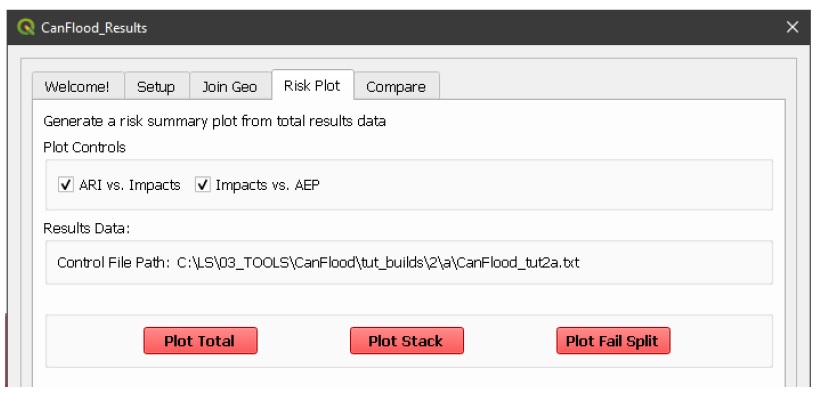 CanFlood_Results
Welcome! Setup Join Geo Risk Plot Compare
Generate a risk summary plot from total results data
Plot Controls
ARI vs. Impacts Impacts vs. AEP
Results Data:
Control File Path: C:\LS\03_TOOLS\CanFlood\tut_builds\2\a\CanFlood_tut2a.txt
Plot Total Plot Stack Plot Fail Split